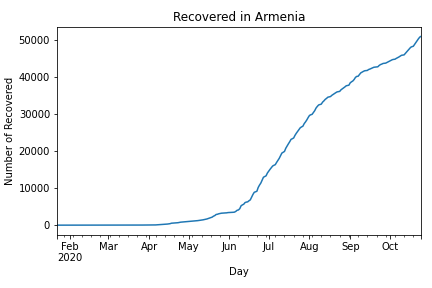 Recovered in Armenia
50000
40000
30000
20000
10000
0
Number of Recovered
Feb Mar Apr May Jun Jul Aug Sep Oct
2020
Day